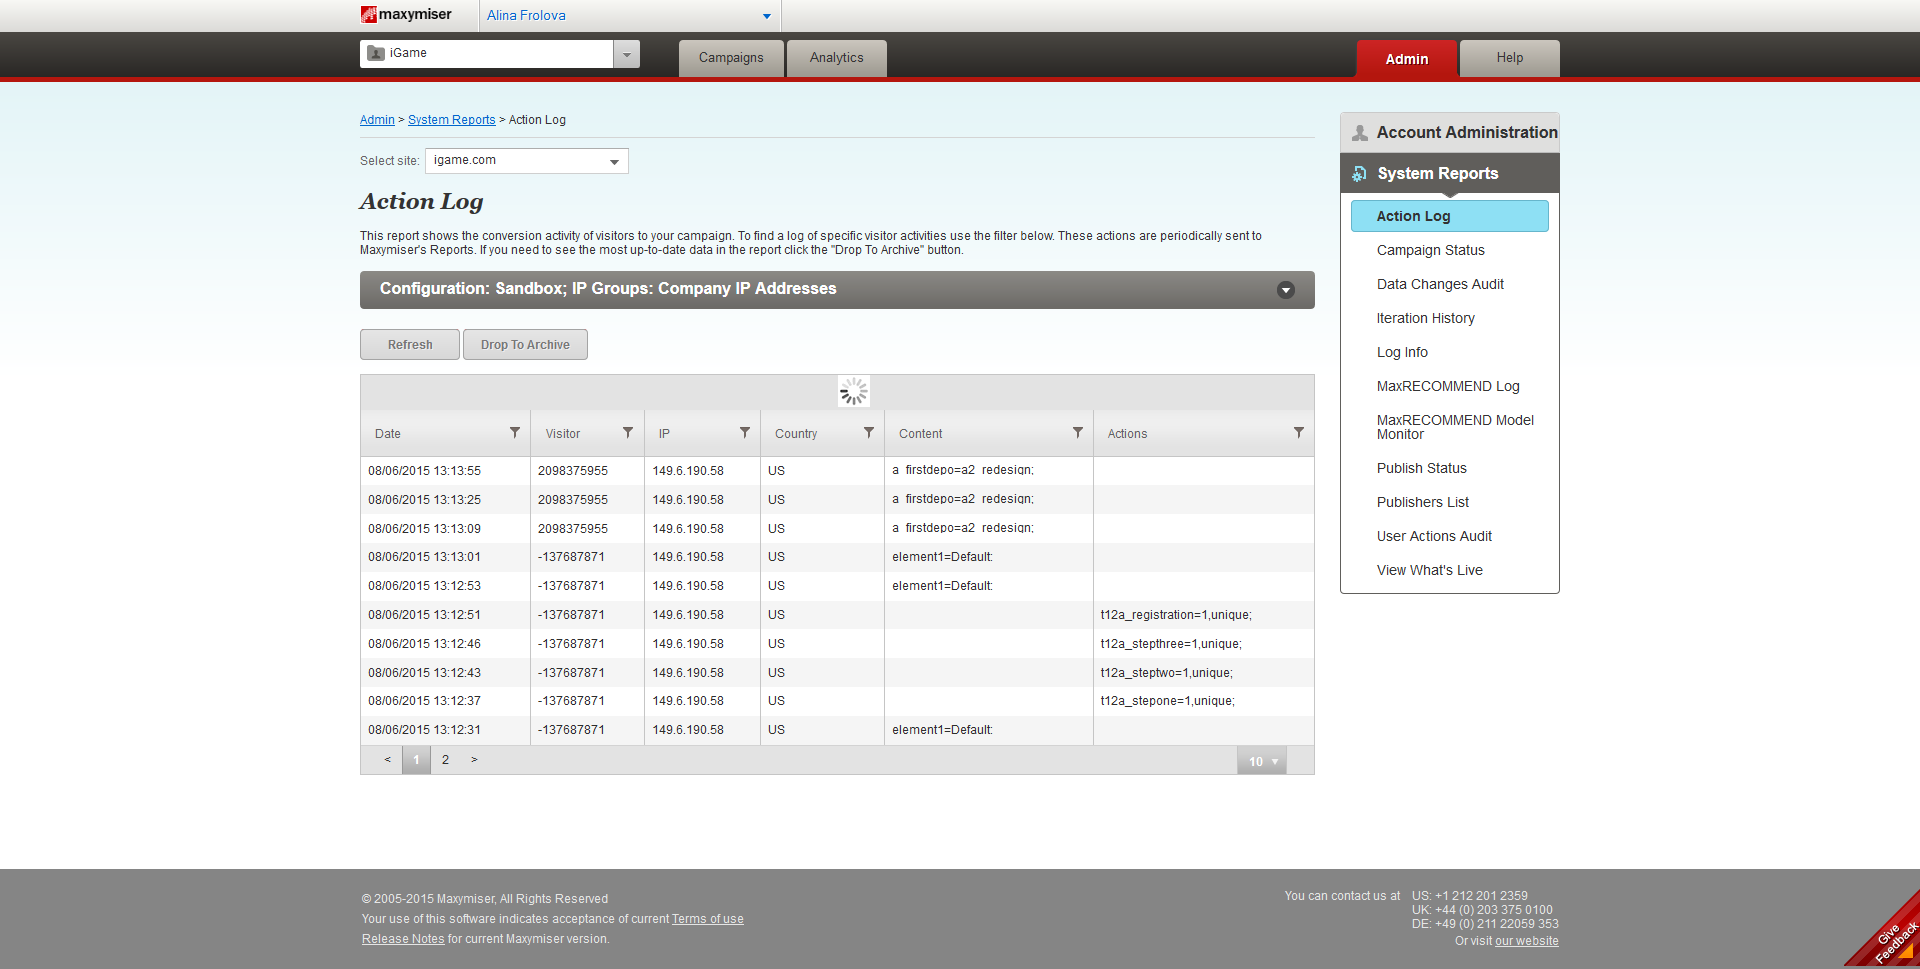 maxymiser
Alina Frolova
iGame
Campaigns
Analytics
Admin
Help
Admin > System Reports > Action Log
Select site: igame.com
Action Log
This report shows the conversion activity of visitors to your campaign. To find a log of specific visitor activities use the filter below. These actions are periodically sent to
Maxymiser's Reports. If you need to see the most up-to-date data in the report click the "Drop To Archive" button.
Configuration: Sandbox; IP Groups: Company IP Addresses
Refresh
Drop To Archive
Date Visitor IP Country Content Actions
08/06/2015 13:13:55 2098375955 149.6.190.58 US a_firstdepo=a2_redesign;
08/06/2015 13:13:25 2098375955 149.6.190.58 US a_firstdepo=a2_redesign;
08/06/2015 13:13:09 2098375955 149.6.190.58 US a_firstdepo=a2_redesign;
08/06/2015 13:13:01 -137687871 149.6.190.58 US element1=Default;
08/06/2015 13:12:53 -137687871 149.6.190.58 US element1=Default;
08/06/2015 13:12:51 -137687871 149.6.190.58 US t12a_registration=1,unique;
08/06/2015 13:12:46 -137687871 149.6.190.58 US t12a_stepthree=1,unique;
08/06/2015 13:12:43 -137687871 149.6.190.58 US t12a_steptwo=1,unique;
08/06/2015 13:12:37 -137687871 149.6.190.58 US t12a_stepone=1,unique;
08/06/2015 13:12:31 -137687871 149.6.190.58 US element1=Default;
< 1 2 > 10
Account Administration
System Reports
Action Log
Campaign Status
Data Changes Audit
Iteration History
Log Info
MaxRECOMMEND Log
MaxRECOMMEND Model
Monitor
Publish Status
Publishers List
User Actions Audit
View What's Live
© 2005-2015 Maxymiser, All Rights Reserved
Your use of this software indicates acceptance of current Terms of use
Release Notes for current Maxymiser version.
You can contact us at US: +1 212 201 2359
UK: +44 (0) 203 375 0100
DE: +49 (0) 211 22059 353
Or visit our website
Give
Feedback